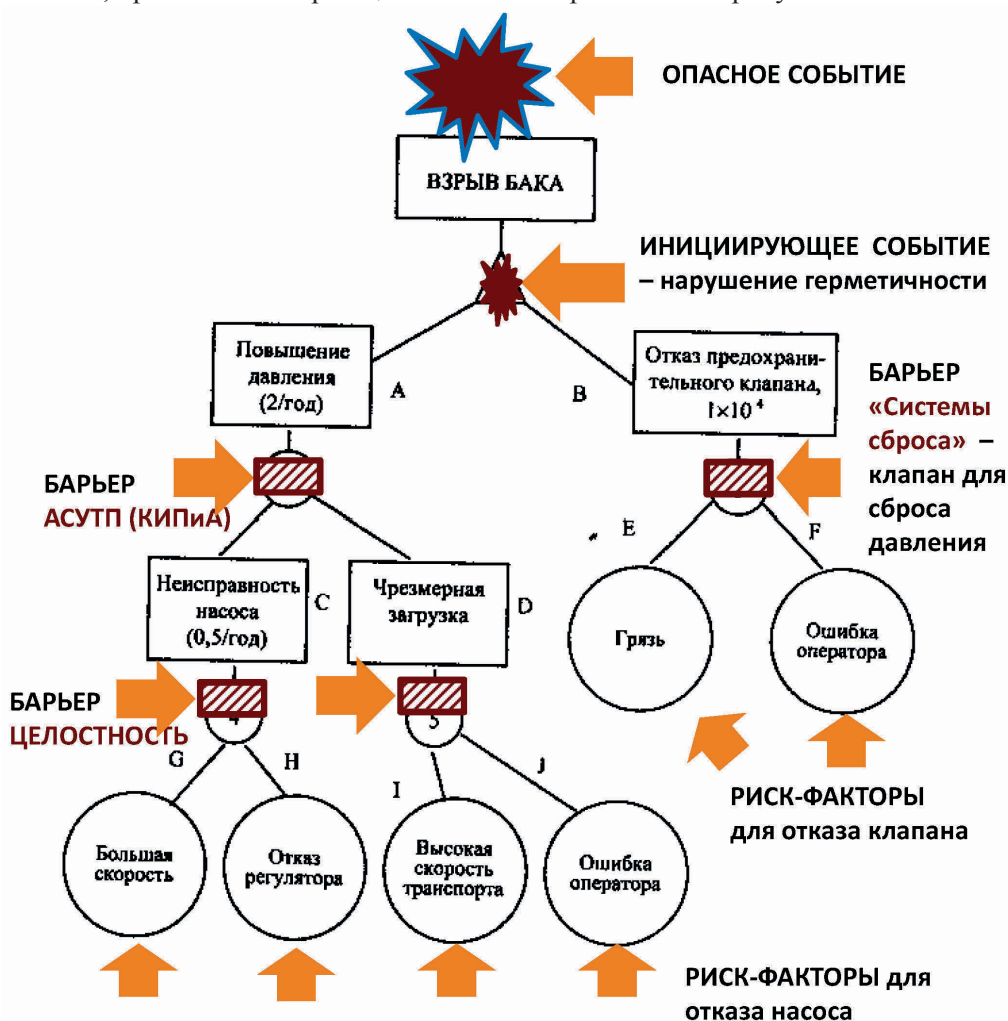 ОПАСНОЕ СОБЫТИЕ
ВЗРЫВ БАКА
ИНИЦИИРУЮЩЕЕ СОБЫТИЕ
– нарушение герметичности
Повышение
давления
(2/год)
A
B
Отказ предохрани-
тельного клапана,
1×10⁴
БАРЬЕР
«Системы
сброса» –
клапан для
сброса
давления
БАРЬЕР
АСУТП (КИПиА)
E
F
Неисправность
насоса
(0,5/год)
C
Чрезмерная
загрузка
D
Грязь
Ошибка
оператора
БАРЬЕР
ЦЕЛОСТНОСТЬ
4
5
G
H
I
J
РИСК-ФАКТОРЫ
для отказа клапана
Большая
скорость
Отказ
регулятора
Высокая
скорость
транспорта
Ошибка
оператора
РИСК-ФАКТОРЫ для
отказа насоса